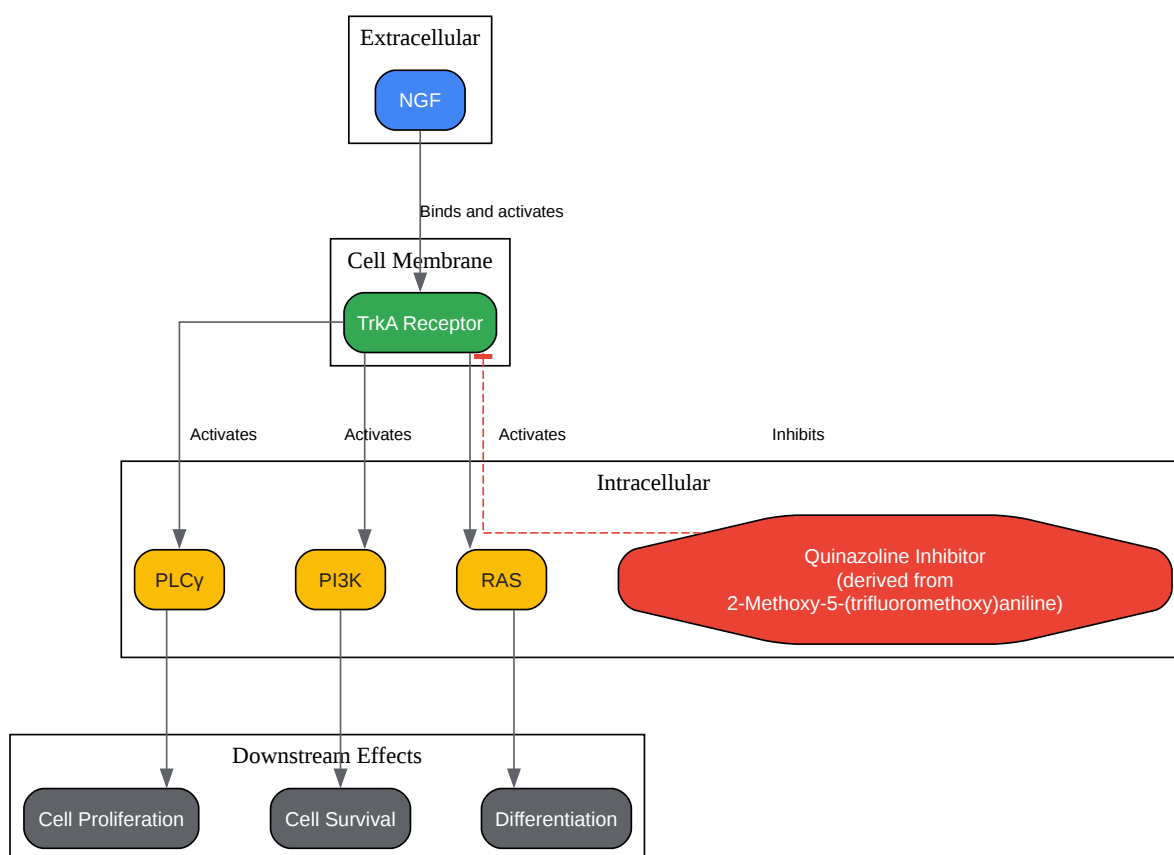 Extracellular
NGF
Binds and activates
Cell Membrane
TrkA Receptor
Activates
Activates
Activates
Inhibits
Intracellular
PLCγ
PI3K
RAS
Quinazoline Inhibitor
(derived from
2-Methoxy-5-(trifluoromethoxy)aniline)
Downstream Effects
Cell Proliferation
Cell Survival
Differentiation